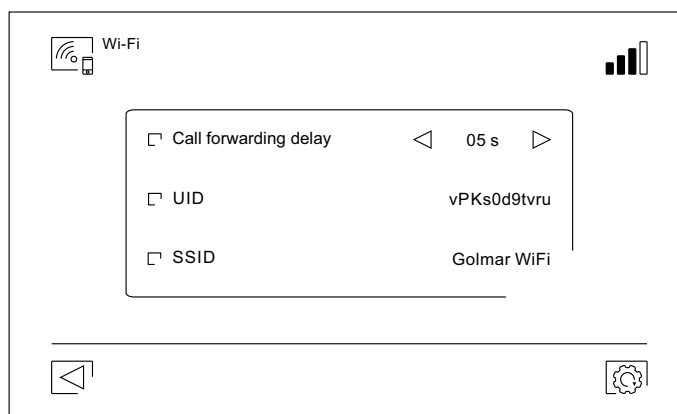 Wi-Fi
Call forwarding delay 05 s
UID vPKs0d9tvru
SSID Golmar WiFi